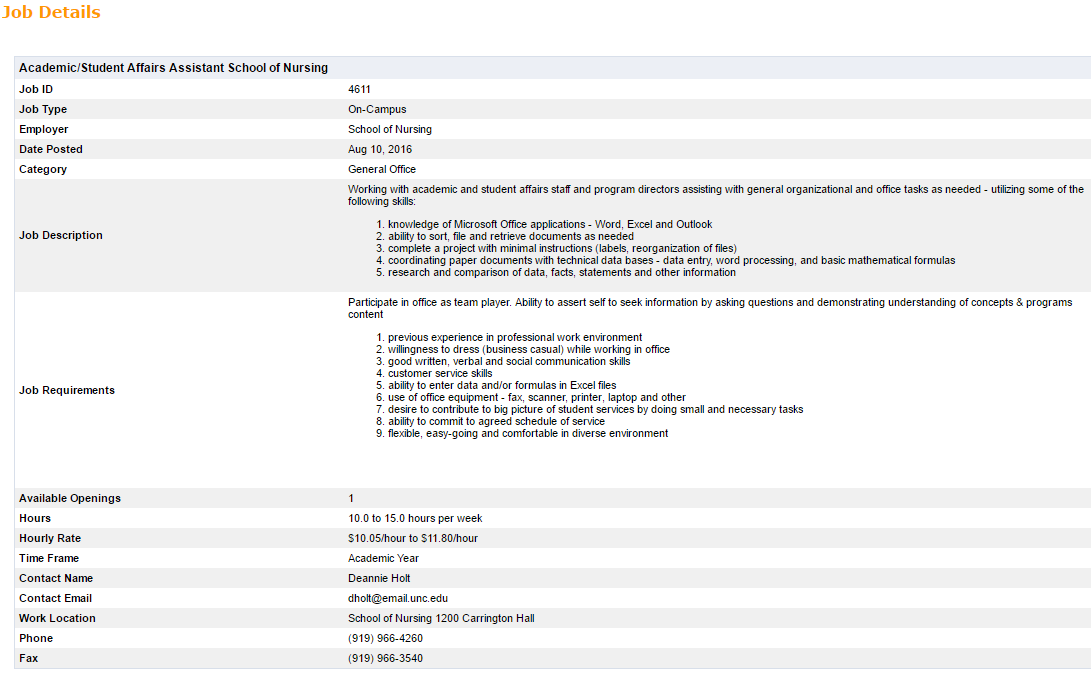 Job Details
Academic/Student Affairs Assistant School of Nursing
Job ID 4611
Job Type On-Campus
Employer School of Nursing
Date Posted Aug 10, 2016
Category General Office
Job Description
Working with academic and student affairs staff and program directors assisting with general organizational and office tasks as needed - utilizing some of the
following skills:
1. knowledge of Microsoft Office applications - Word, Excel and Outlook
2. ability to sort, file and retrieve documents as needed
3. complete a project with minimal instructions (labels, reorganization of files)
4. coordinating paper documents with technical data bases - data entry, word processing, and basic mathematical formulas
5. research and comparison of data, facts, statements and other information
Job Requirements
Participate in office as team player. Ability to assert self to seek information by asking questions and demonstrating understanding of concepts & programs
content
1. previous experience in professional work environment
2. willingness to dress (business casual) while working in office
3. good written, verbal and social communication skills
4. customer service skills
5. ability to enter data and/or formulas in Excel files
6. use of office equipment - fax, scanner, printer, laptop and other
7. desire to contribute to big picture of student services by doing small and necessary tasks
8. ability to commit to agreed schedule of service
9. flexible, easy-going and comfortable in diverse environment
Available Openings 1
Hours 10.0 to 15.0 hours per week
Hourly Rate $10.05/hour to $11.80/hour
Time Frame Academic Year
Contact Name Deannie Holt
Contact Email dholt@email.unc.edu
Work Location School of Nursing 1200 Carrington Hall
Phone (919) 966-4260
Fax (919) 966-3540